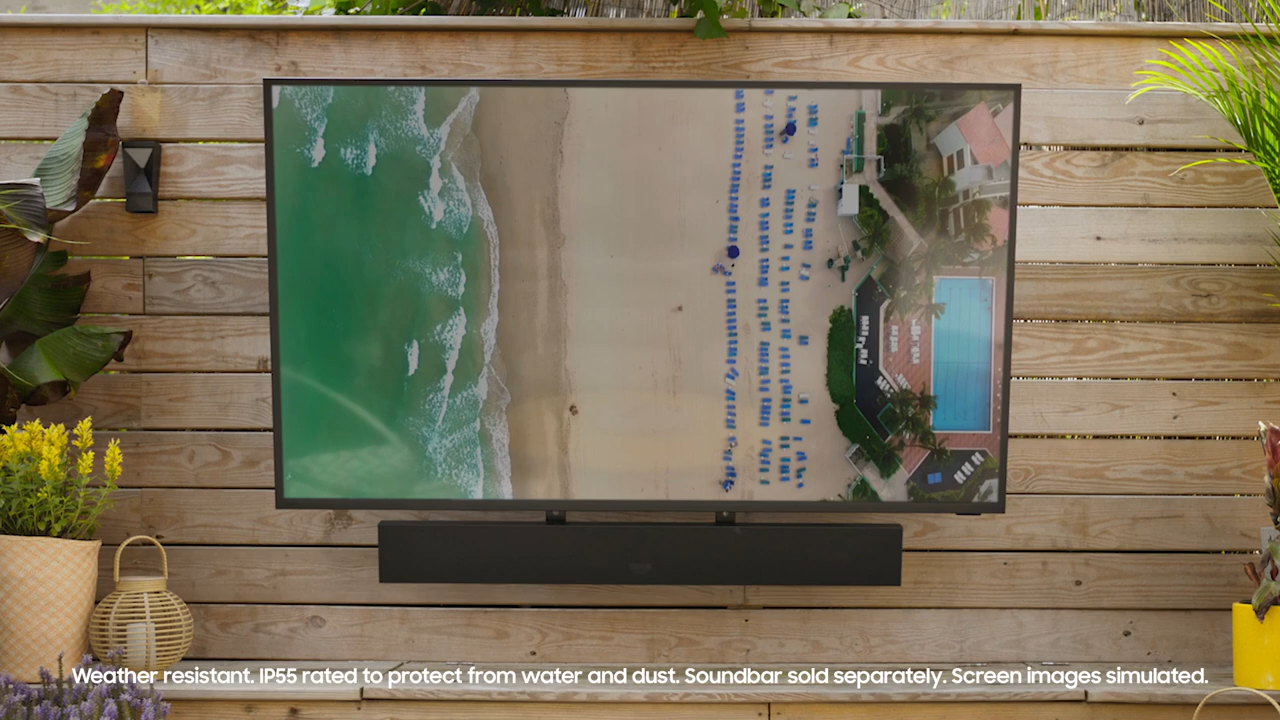 Weather resistant. IP55 rated to protect from water and dust. Soundbar sold separately. Screen images simulated.